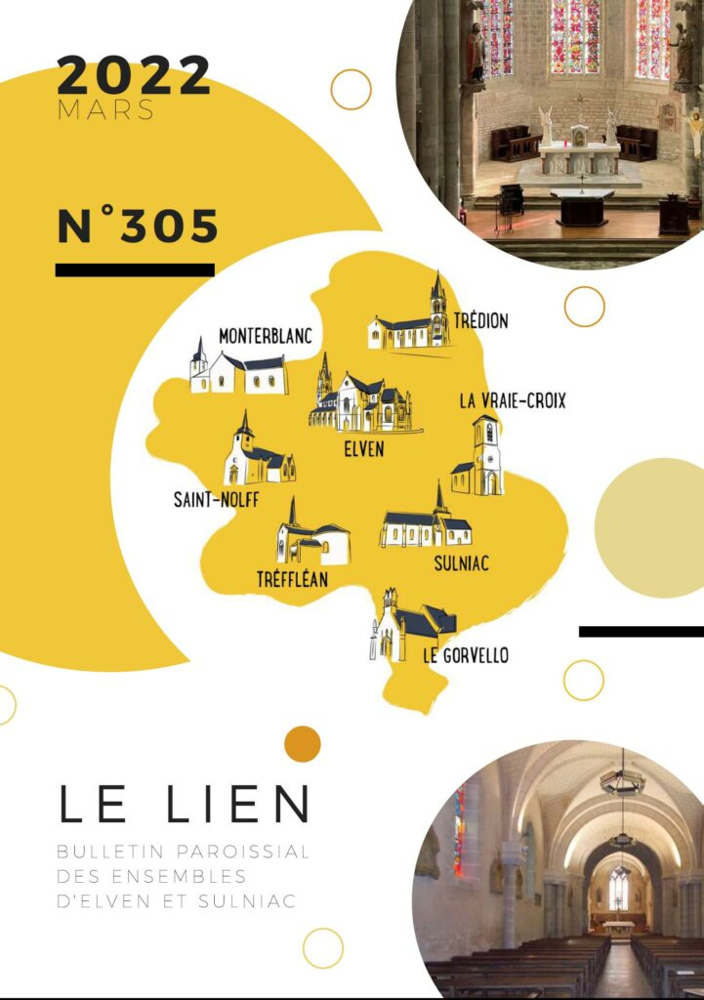 2022
MARS
N°305
TRÉDION
MONTERBLANC
LA VRAIE-CROIX
ELVEN
SAINT-NOLFF
SULNIAC
TRÉFFLÉAN
LE GORVELLO
LE LIEN
BULLETIN PAROISSIAL
DES ENSEMBLES
D'ELVEN ET SULNIAC